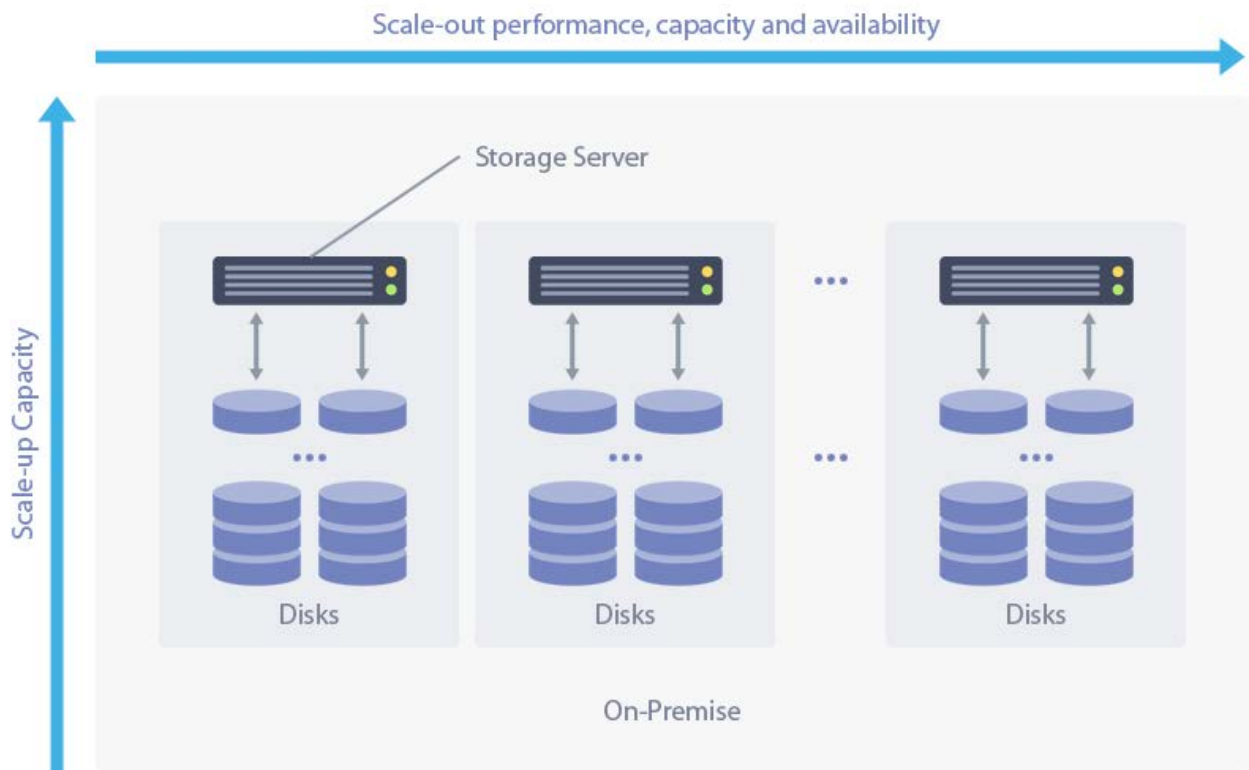 Scale-out performance, capacity and availability
Storage Server
Scale-up Capacity
Disks
Disks
Disks
On-Premise